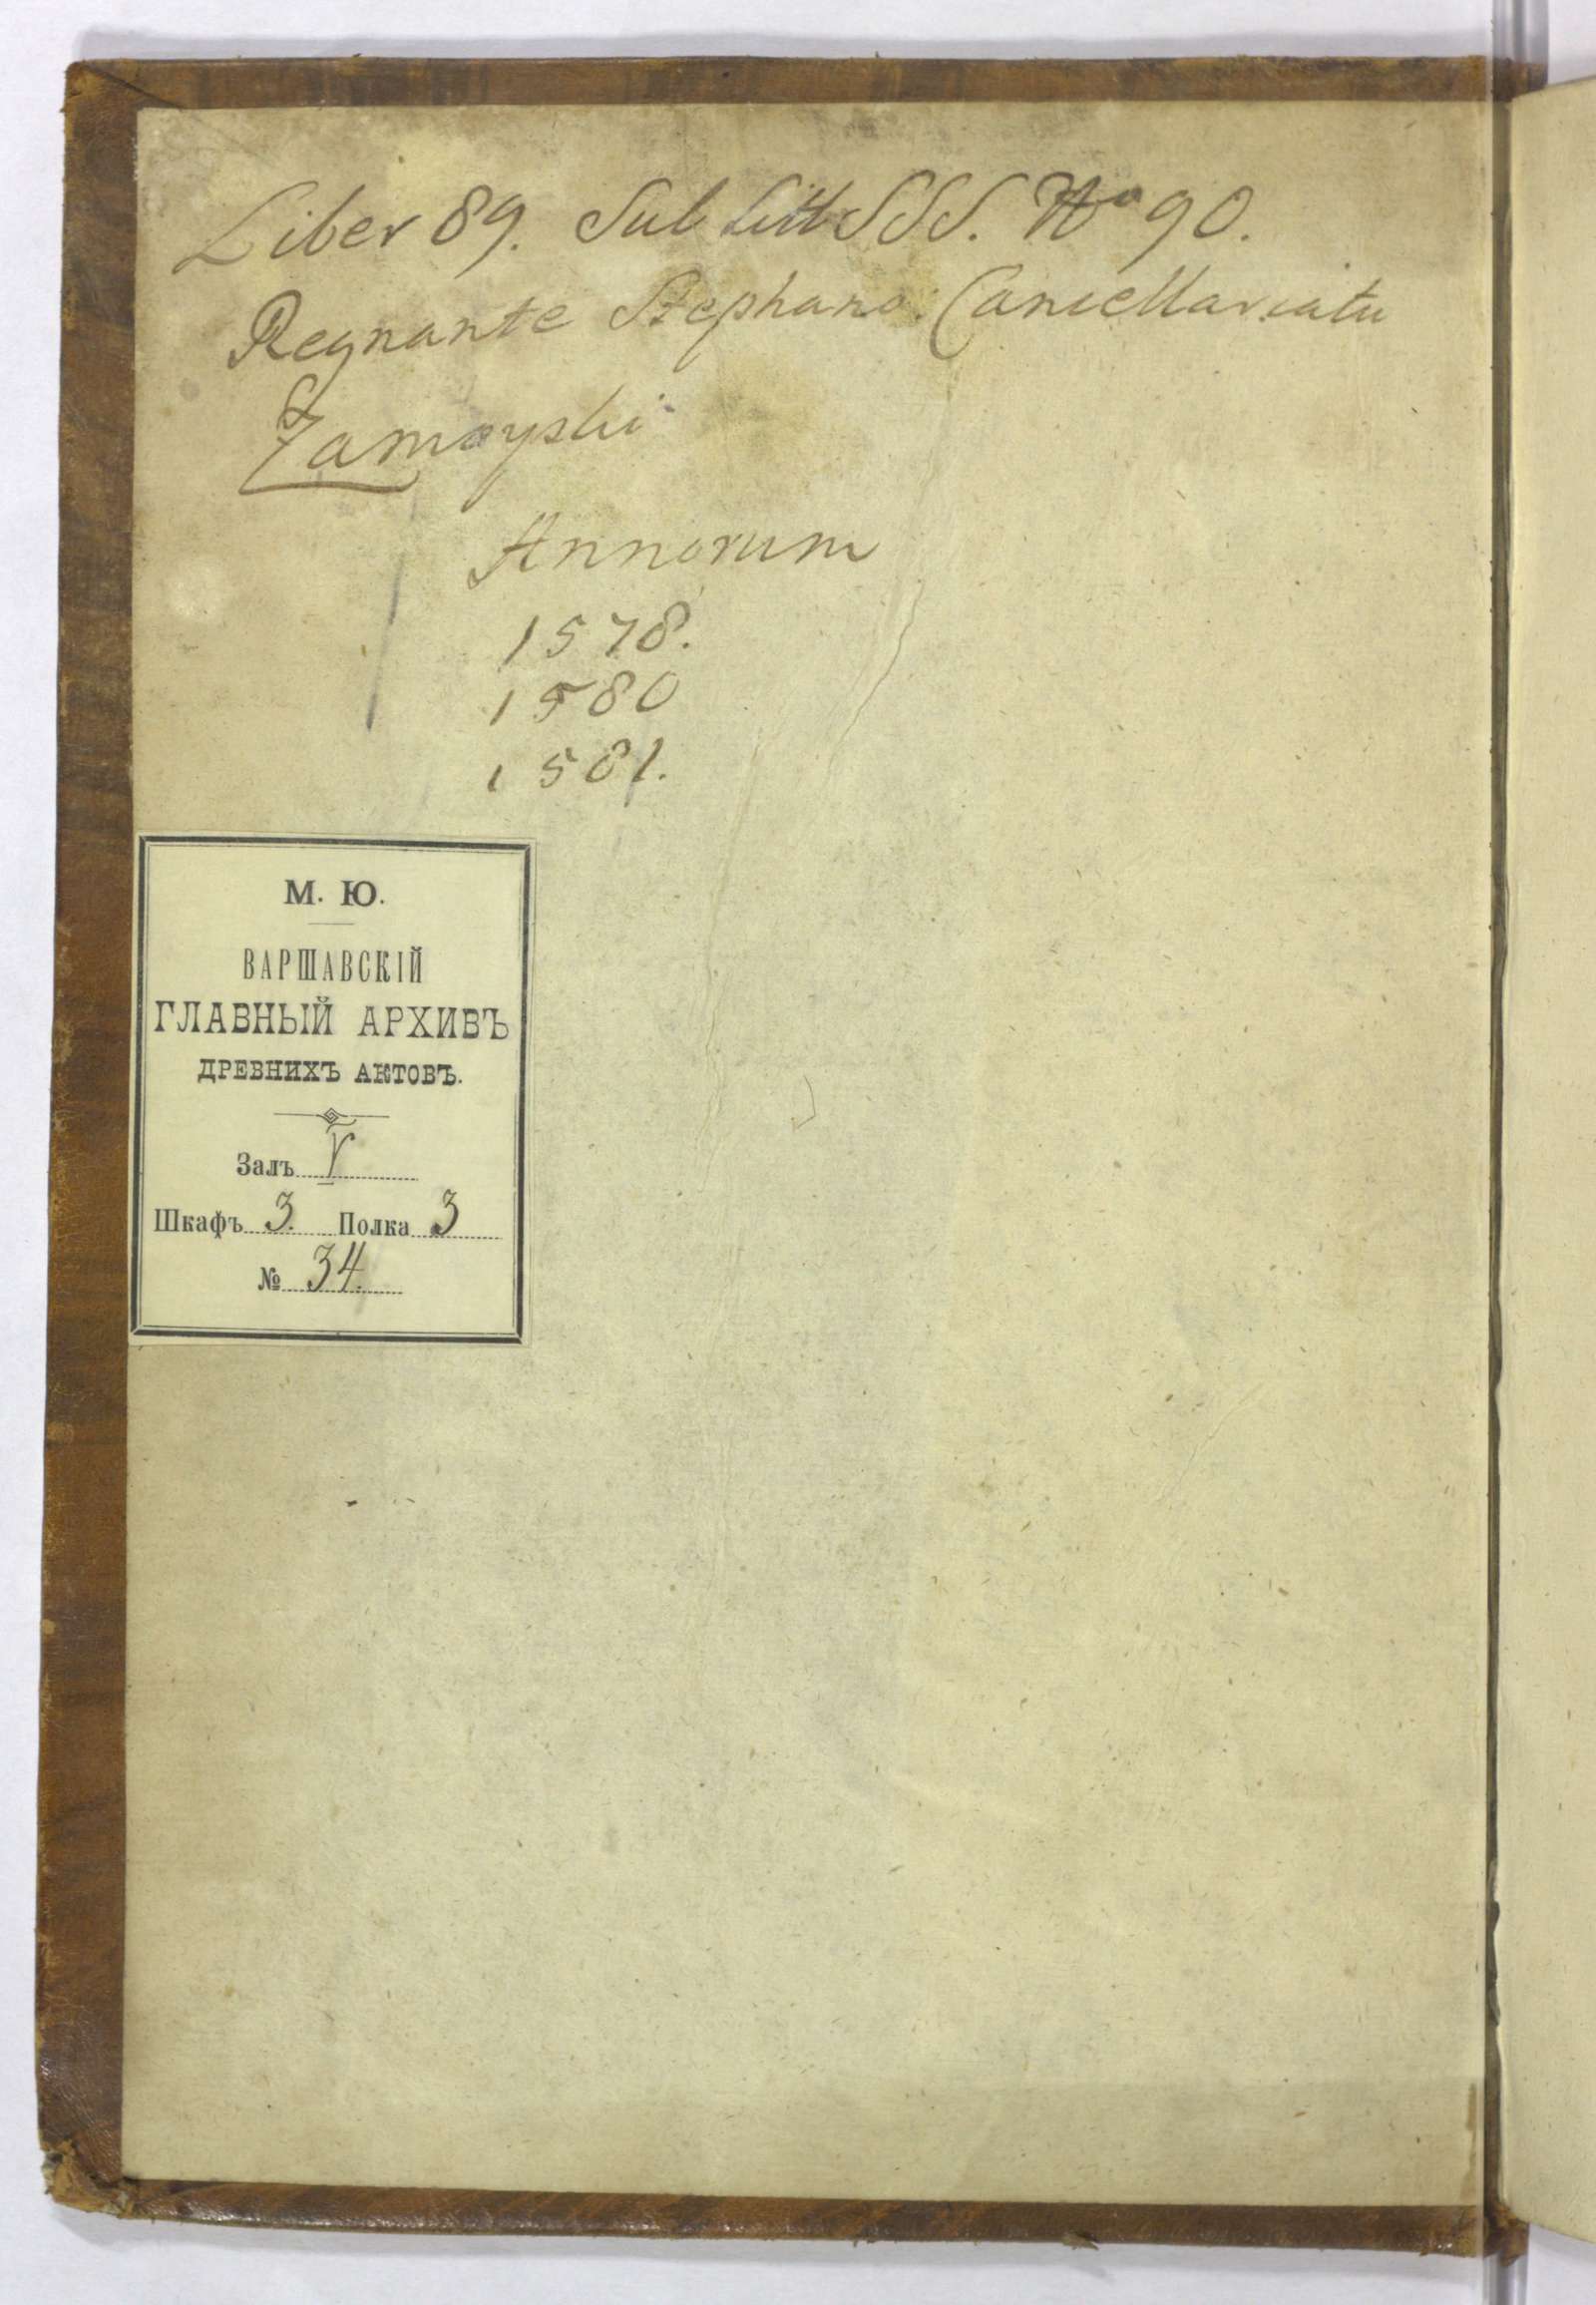 Liber 89. Sub Litt SSS. No 90.
Regnante Stephano. Cancellariatu
Zamoyski
Annorum
1578.
1580
1581.
М. Ю.
ВАРШАВСКІЙ
ГЛАВНЫЙ АРХИВЪ
ДРЕВНИХЪ АКТОВЪ.
Залъ V
Шкафъ 3. Полка 3
№ 34.